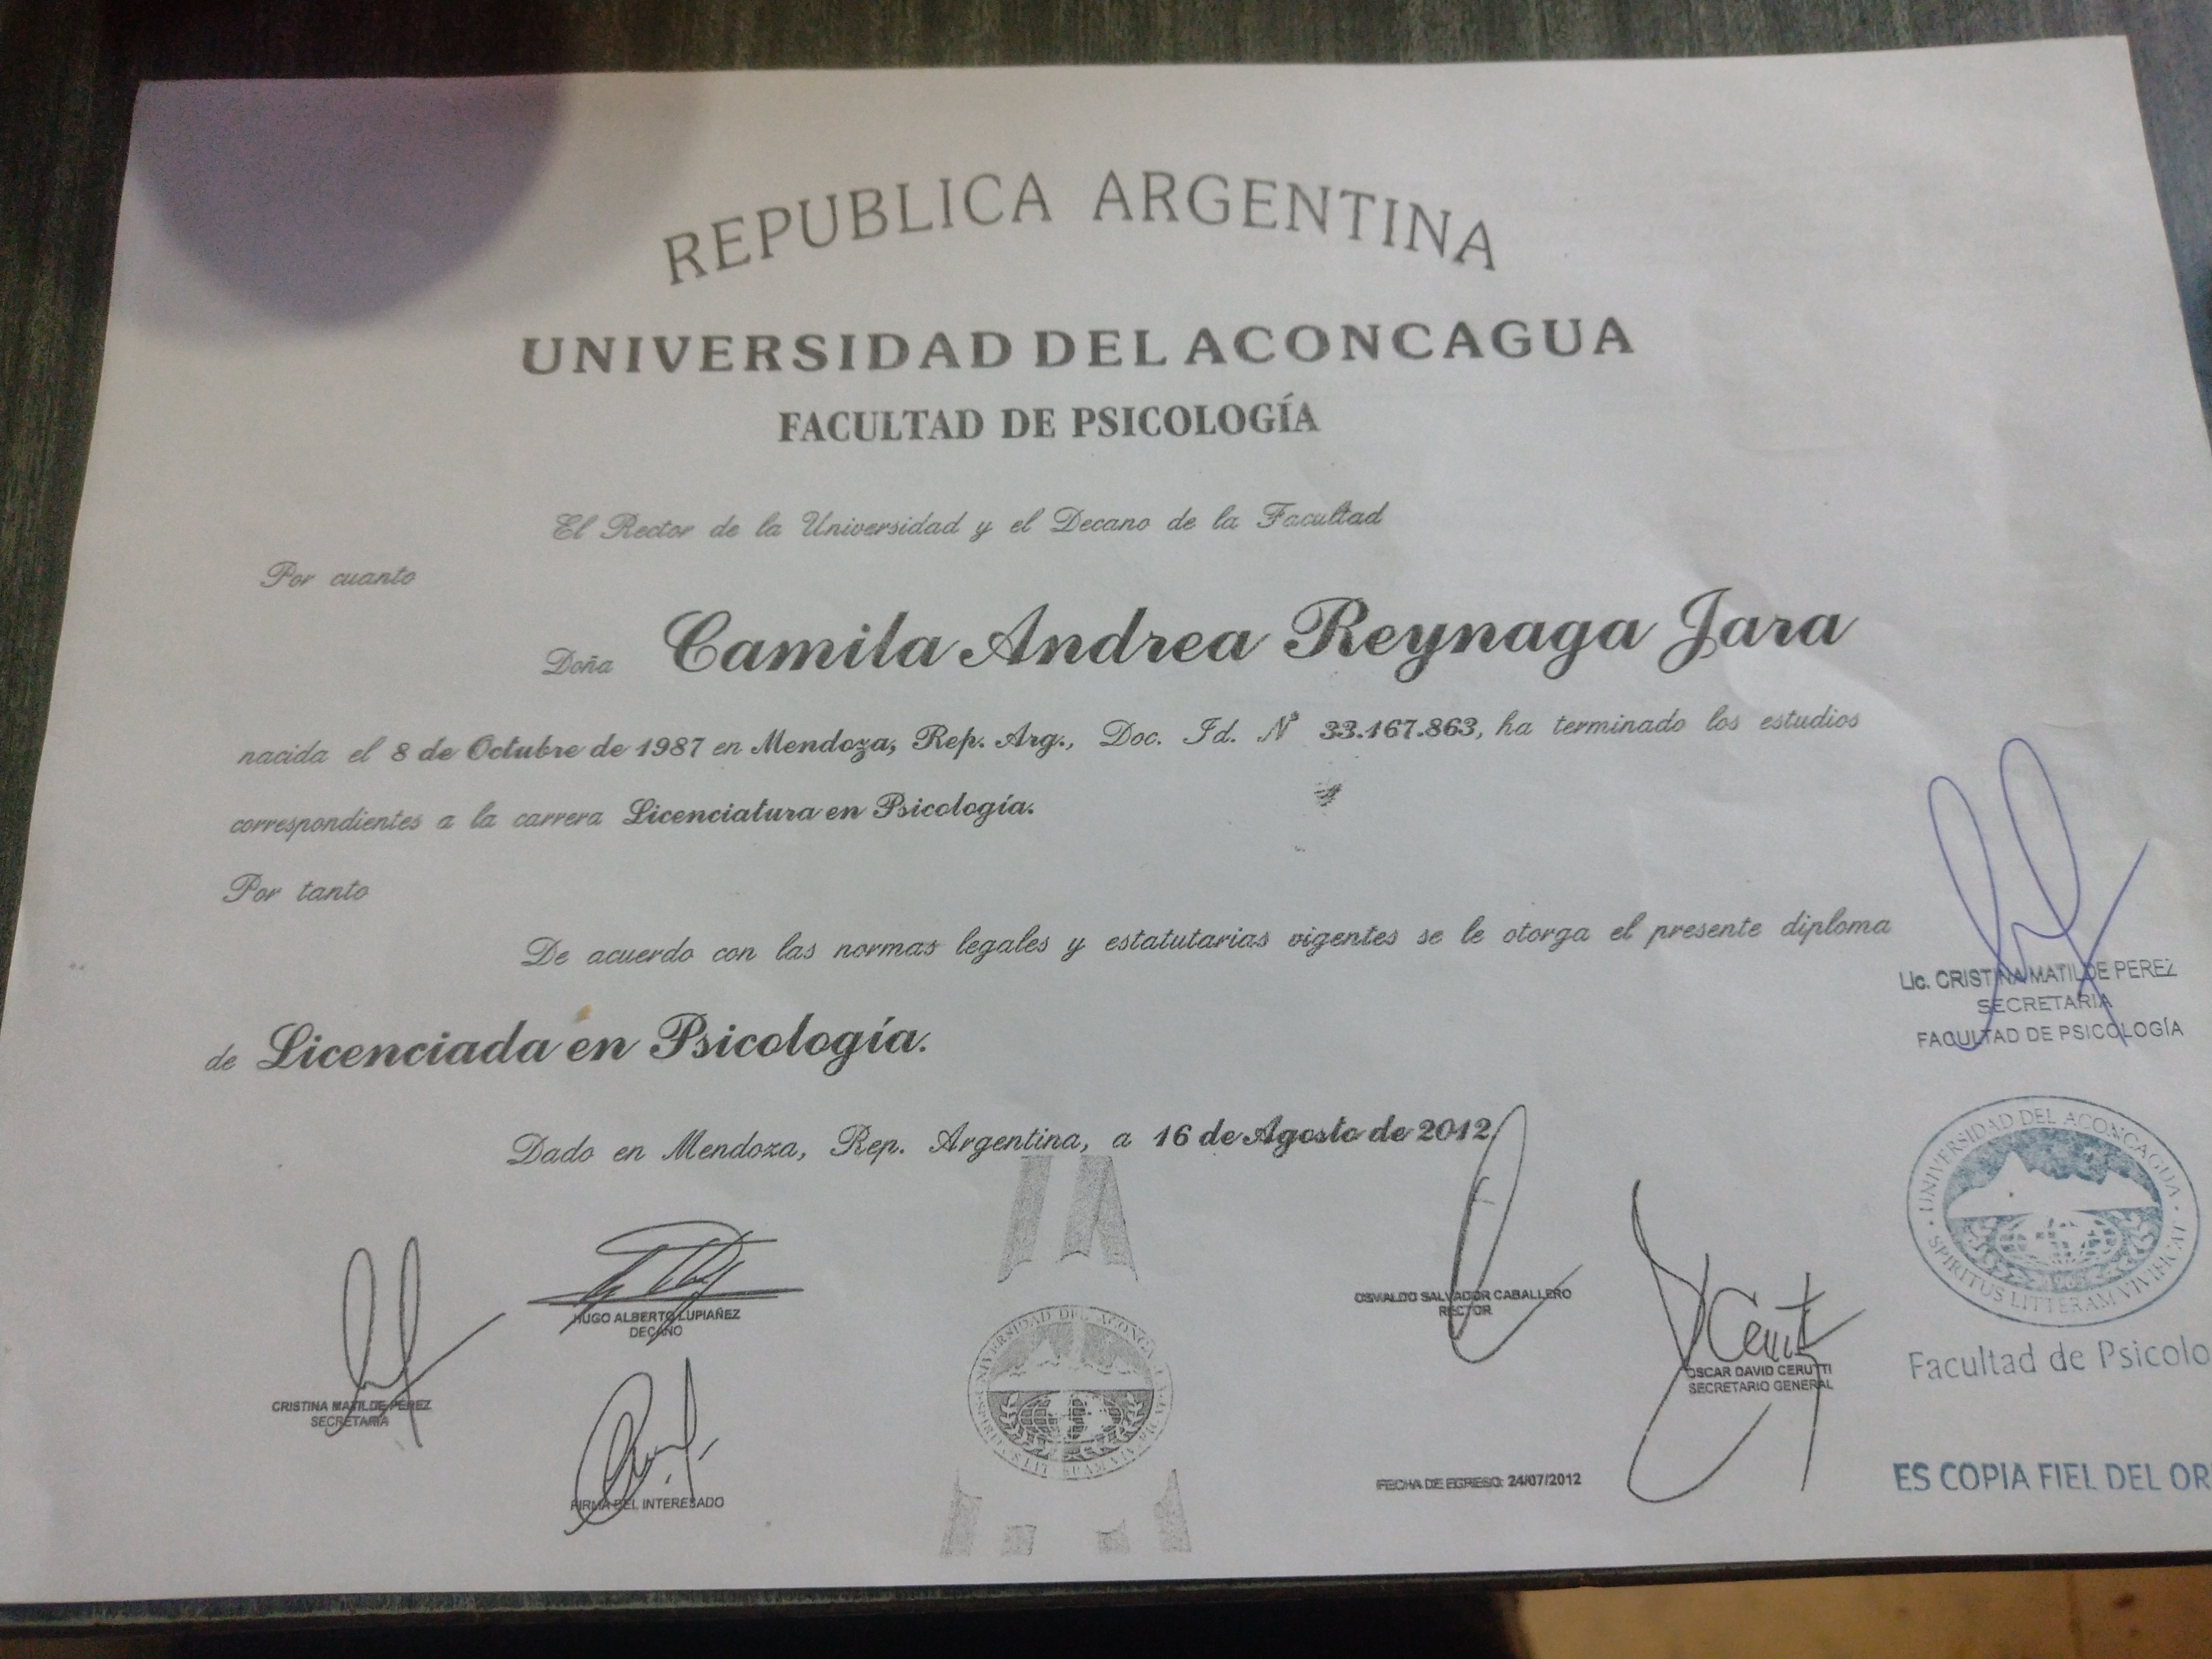 REPUBLICA ARGENTINA
UNIVERSIDAD DEL ACONCAGUA
FACULTAD DE PSICOLOGÍA
El Rector de la Universidad y el Decano de la Facultad
Por cuanto
Doña Camila Andrea Reynaga Jara
nacida el 8 de Octubre de 1987 en Mendoza, Rep. Arg., Doc. Id. Nº 33.167.863, ha terminado los estudios
correspondientes a la carrera Licenciatura en Psicología.
Por tanto
De acuerdo con las normas legales y estatutarias vigentes se le otorga el presente diploma
de Licenciada en Psicología.
Dado en Mendoza, Rep. Argentina, a 16 de Agosto de 2012
Lic. CRISTINA MATILDE PEREZ
SECRETARIA
FACULTAD DE PSICOLOGÍA
CRISTINA MATILDE PEREZ
SECRETARIA
HUGO ALBERTO LUPIAÑEZ
DECANO
FIRMA DEL INTERESADO
UNIVERSIDAD DEL ACONCAGUA
OSVALDO SALVADOR CABALLERO
RECTOR
OSCAR DAVID CERUTTI
SECRETARIO GENERAL
FECHA DE EGRESO: 24/07/2012
UNIVERSIDAD DEL ACONCAGUA
SPIRITUS LITTERAM VIVIFICAT
Facultad de Psicolo
ES COPIA FIEL DEL OR